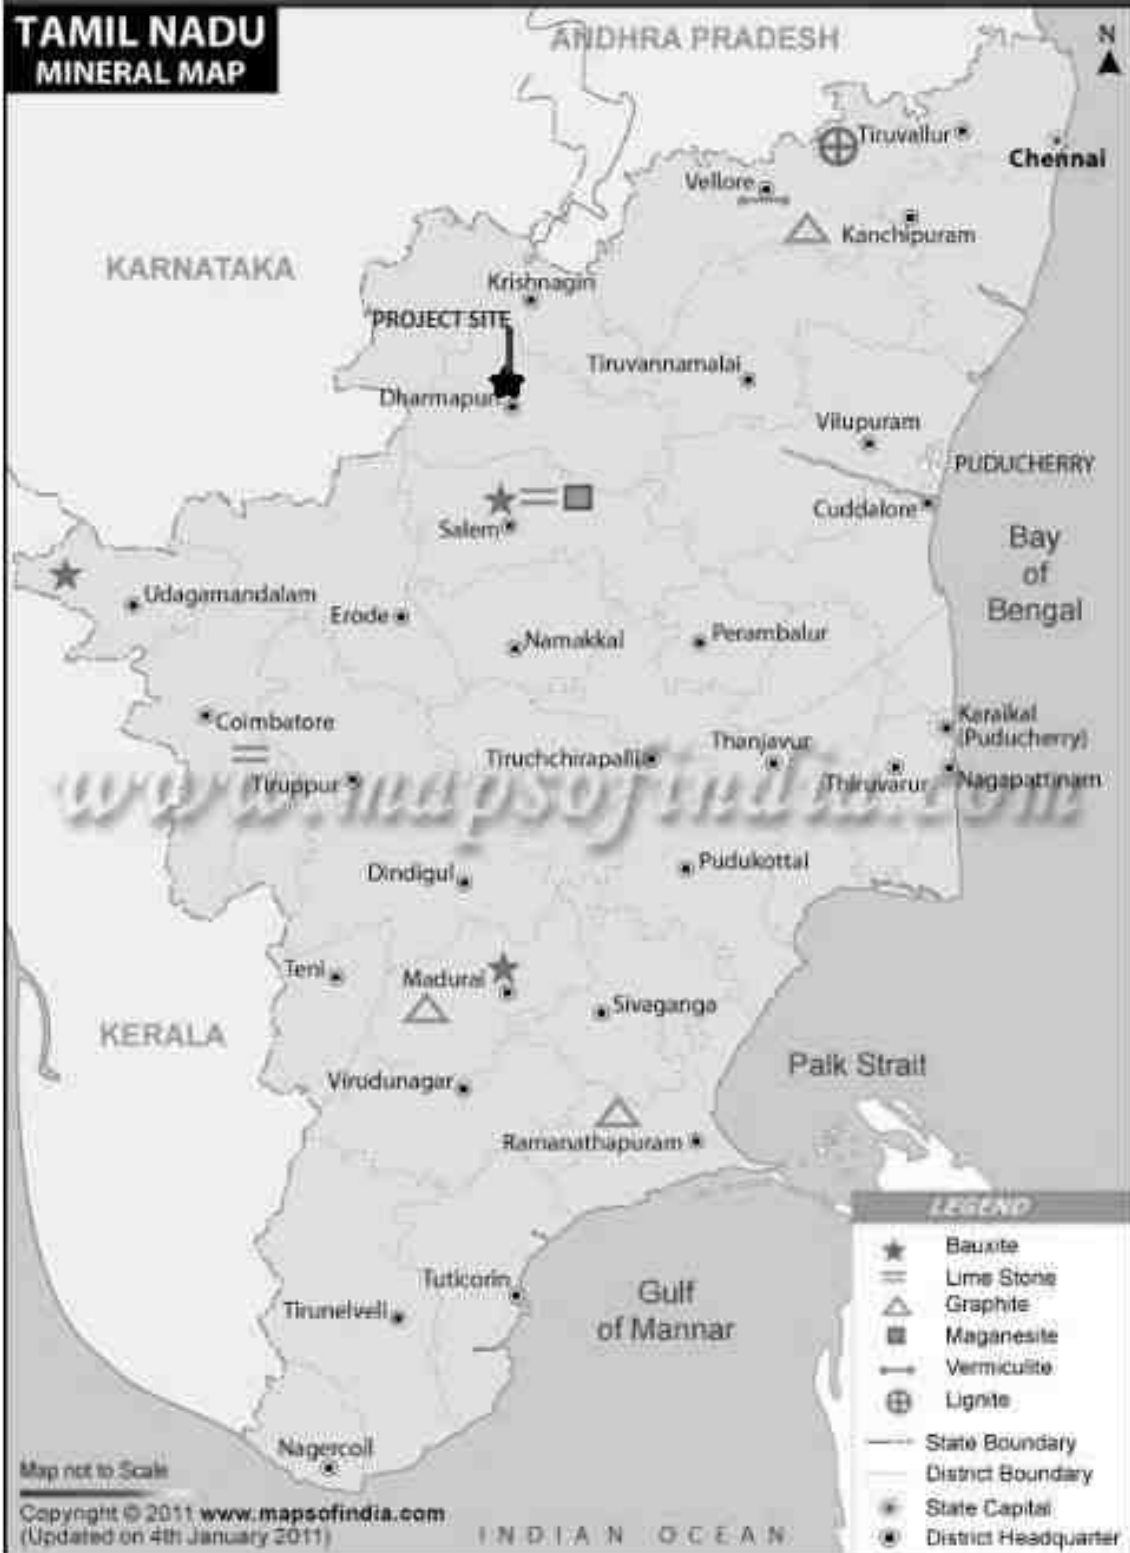 TAMIL NADU
MINERAL MAP
ANDHRA PRADESH
N
Tiruvallur
Chennai
Vellore
Kanchipuram
KARNATAKA
Krishnagiri
PROJECT SITE
Tiruvannamalai
Dharmapuri
Vilupuram
PUDUCHERRY
Cuddalore
Salem
Bay
of
Bengal
Udagamandalam
Erode
Namakkal
Perambalur
Coimbatore
Karaikal
(Puducherry)
Tiruchchirapalli
Thanjavur
Tiruppur
Thiruvarur
Nagapattinam
www.mapsofindia.com
Dindigul
Pudukottai
Teni
Madurai
Sivaganga
KERALA
Palk Strait
Virudunagar
Ramanathapuram
LEGEND
Bauxite
Lime Stone
Graphite
Maganesite
Vermiculite
Lignite
State Boundary
District Boundary
State Capital
District Headquarter
Tuticorin
Tirunelveli
Gulf
of Mannar
Nagercoil
Map not to Scale
Copyright © 2011 www.mapsofindia.com
(Updated on 4th January 2011)
INDIAN OCEAN